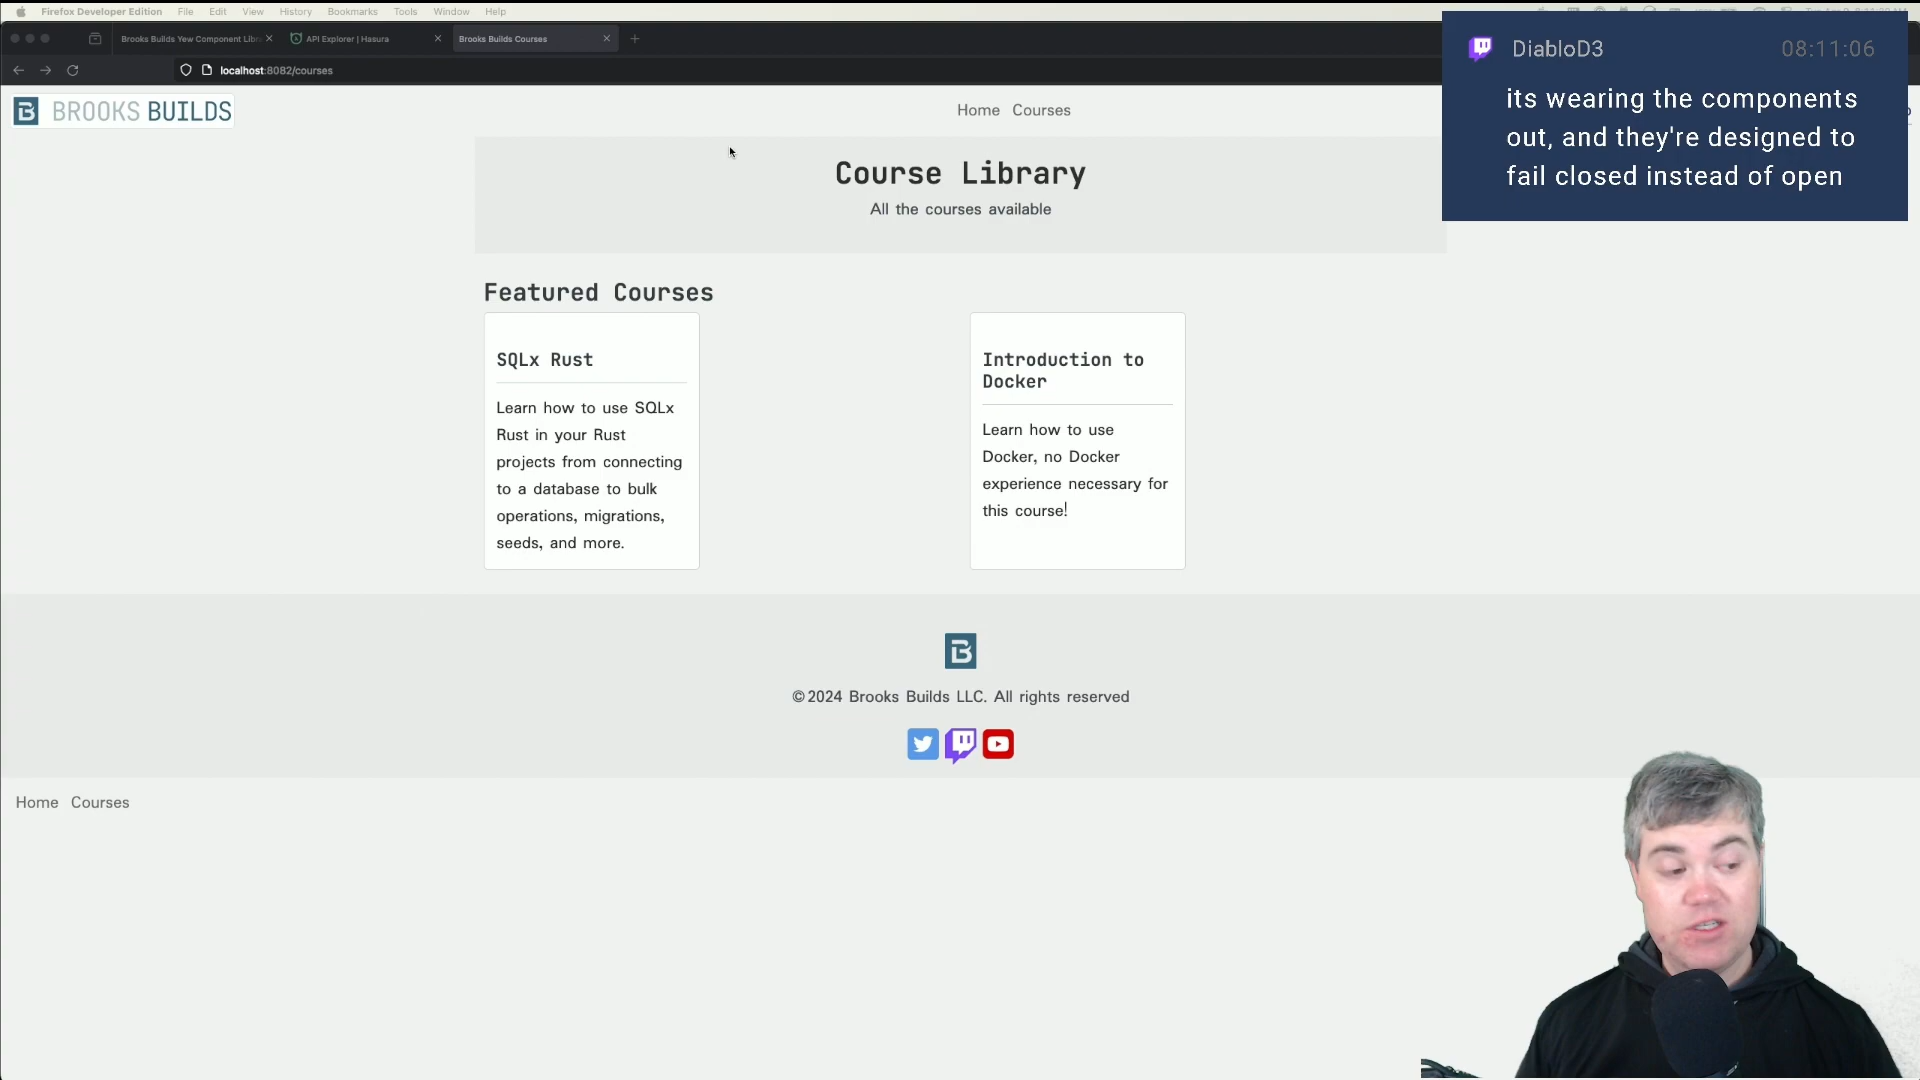 Firefox Developer Edition File Edit View History Bookmarks Tools Window Help
Brooks Builds Yew Component Libr
API Explorer | Hasura
Brooks Builds Courses
localhost:8082/courses
DiabloD3 08:11:06
its wearing the components
out, and they're designed to
fail closed instead of open
BROOKS BUILDS
Home Courses
Course Library
All the courses available
Featured Courses
SQLx Rust
Learn how to use SQLx
Rust in your Rust
projects from connecting
to a database to bulk
operations, migrations,
seeds, and more.
Introduction to
Docker
Learn how to use
Docker, no Docker
experience necessary for
this course!
©2024 Brooks Builds LLC. All rights reserved
Home Courses